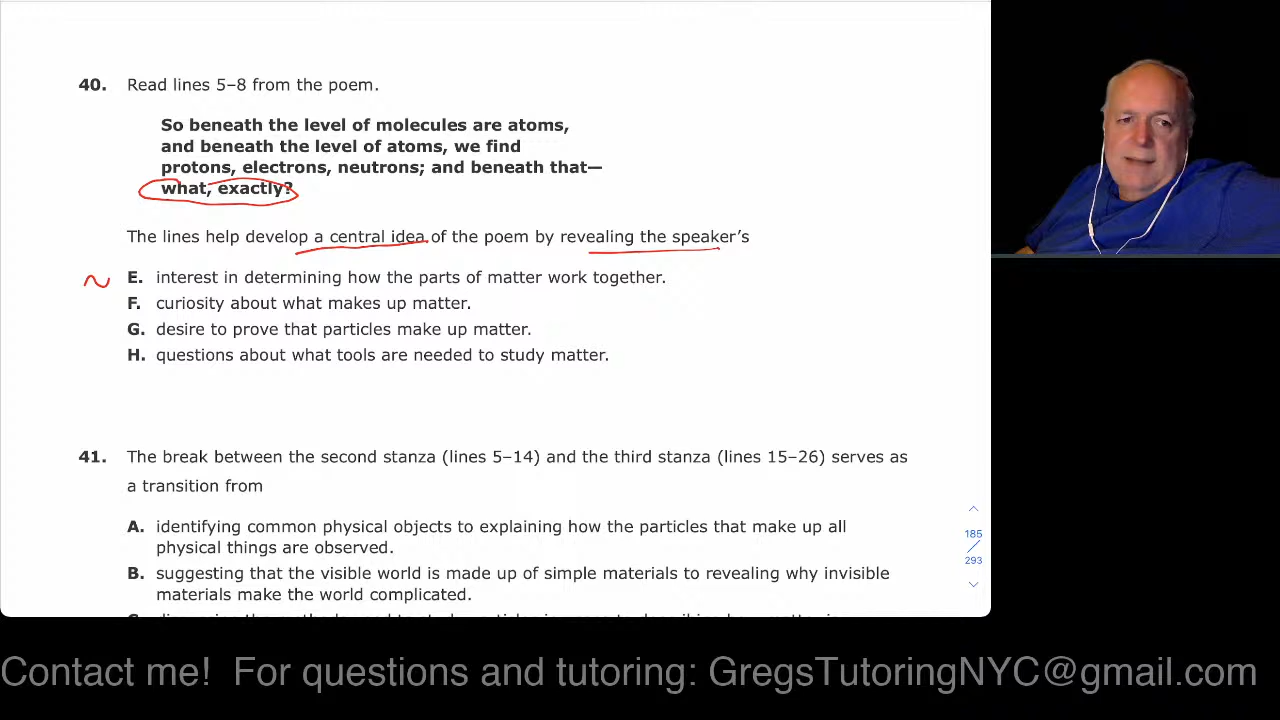 40. Read lines 5–8 from the poem.
So beneath the level of molecules are atoms,
and beneath the level of atoms, we find
protons, electrons, neutrons; and beneath that—
what, exactly?
The lines help develop a central idea of the poem by revealing the speaker's
E. interest in determining how the parts of matter work together.
F. curiosity about what makes up matter.
G. desire to prove that particles make up matter.
H. questions about what tools are needed to study matter.
41. The break between the second stanza (lines 5–14) and the third stanza (lines 15–26) serves as
a transition from
A. identifying common physical objects to explaining how the particles that make up all
physical things are observed.
B. suggesting that the visible world is made up of simple materials to revealing why invisible
materials make the world complicated.
185
293
Contact me! For questions and tutoring: GregsTutoringNYC@gmail.com